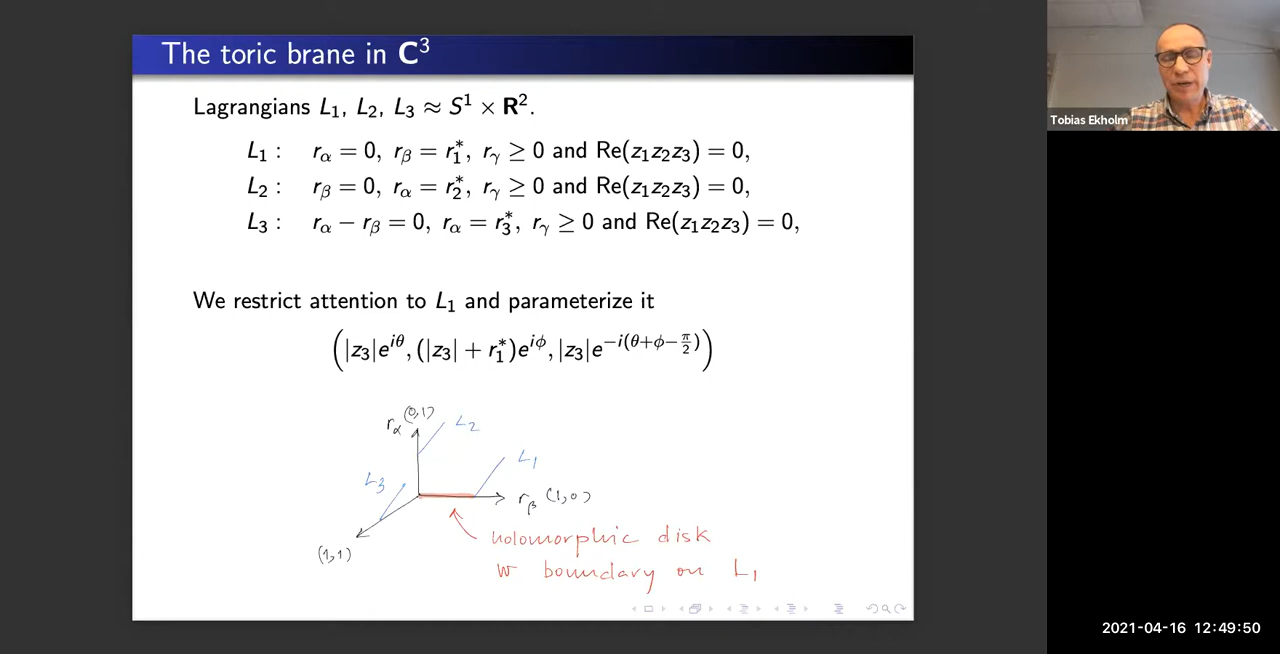 The toric brane in C³
Lagrangians L₁, L₂, L₃ ≈ S¹ × R².
L₁ : r_α = 0, r_β = r₁*, r_γ ≥ 0 and Re(z₁z₂z₃) = 0,
L₂ : r_β = 0, r_α = r₂*, r_γ ≥ 0 and Re(z₁z₂z₃) = 0,
L₃ : r_α − r_β = 0, r_α = r₃*, r_γ ≥ 0 and Re(z₁z₂z₃) = 0,
We restrict attention to L₁ and parameterize it
(|z₃|e^{iθ}, (|z₃| + r₁*)e^{iϕ}, |z₃|e^{−i(θ+ϕ−π/2)})
r_α (0,1)
L₂
L₁
L₃
r_β (1,0)
(1,1)
holomorphic disk
w boundary on L₁
Tobias Ekholm
2021-04-16 12:49:50